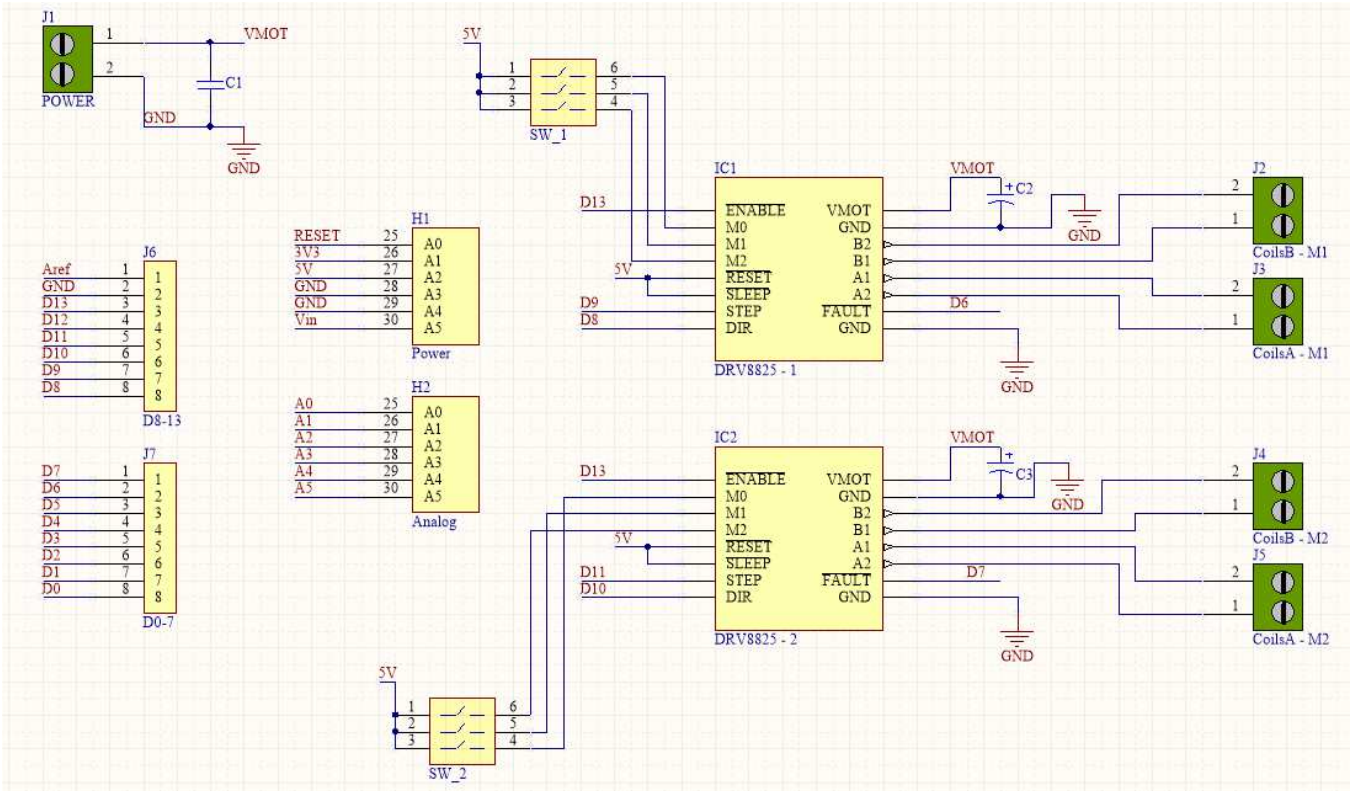 J1
1
VMOT
2
C1
POWER
GND
GND
5V
1 6
2 5
3 4
SW_1
IC1
D13
ENABLE VMOT
M0 GND
M1 B2
M2 B1
5V
RESET A1
SLEEP A2
D9
STEP FAULT
D8
DIR GND
DRV8825 - 1
VMOT
+
C2
GND
D6
GND
2
J2
1
CoilsB - M1
J3
2
1
CoilsA - M1
H1
RESET 25 A0
3V3 26 A1
5V 27 A2
GND 28 A3
GND 29 A4
Vin 30 A5
Power
J6
Aref 1 1
GND 2 2
D13 3 3
D12 4 4
D11 5 5
D10 6 6
D9 7 7
D8 8 8
D8-13
H2
A0 25 A0
A1 26 A1
A2 27 A2
A3 28 A3
A4 29 A4
A5 30 A5
Analog
J7
D7 1 1
D6 2 2
D5 3 3
D4 4 4
D3 5 5
D2 6 6
D1 7 7
D0 8 8
D0-7
IC2
D13
ENABLE VMOT
M0 GND
M1 B2
M2 B1
5V
RESET A1
SLEEP A2
D11
STEP FAULT
D10
DIR GND
DRV8825 - 2
VMOT
+
C3
GND
D7
GND
J4
2
1
CoilsB - M2
J5
2
1
CoilsA - M2
5V
1 6
2 5
3 4
SW_2